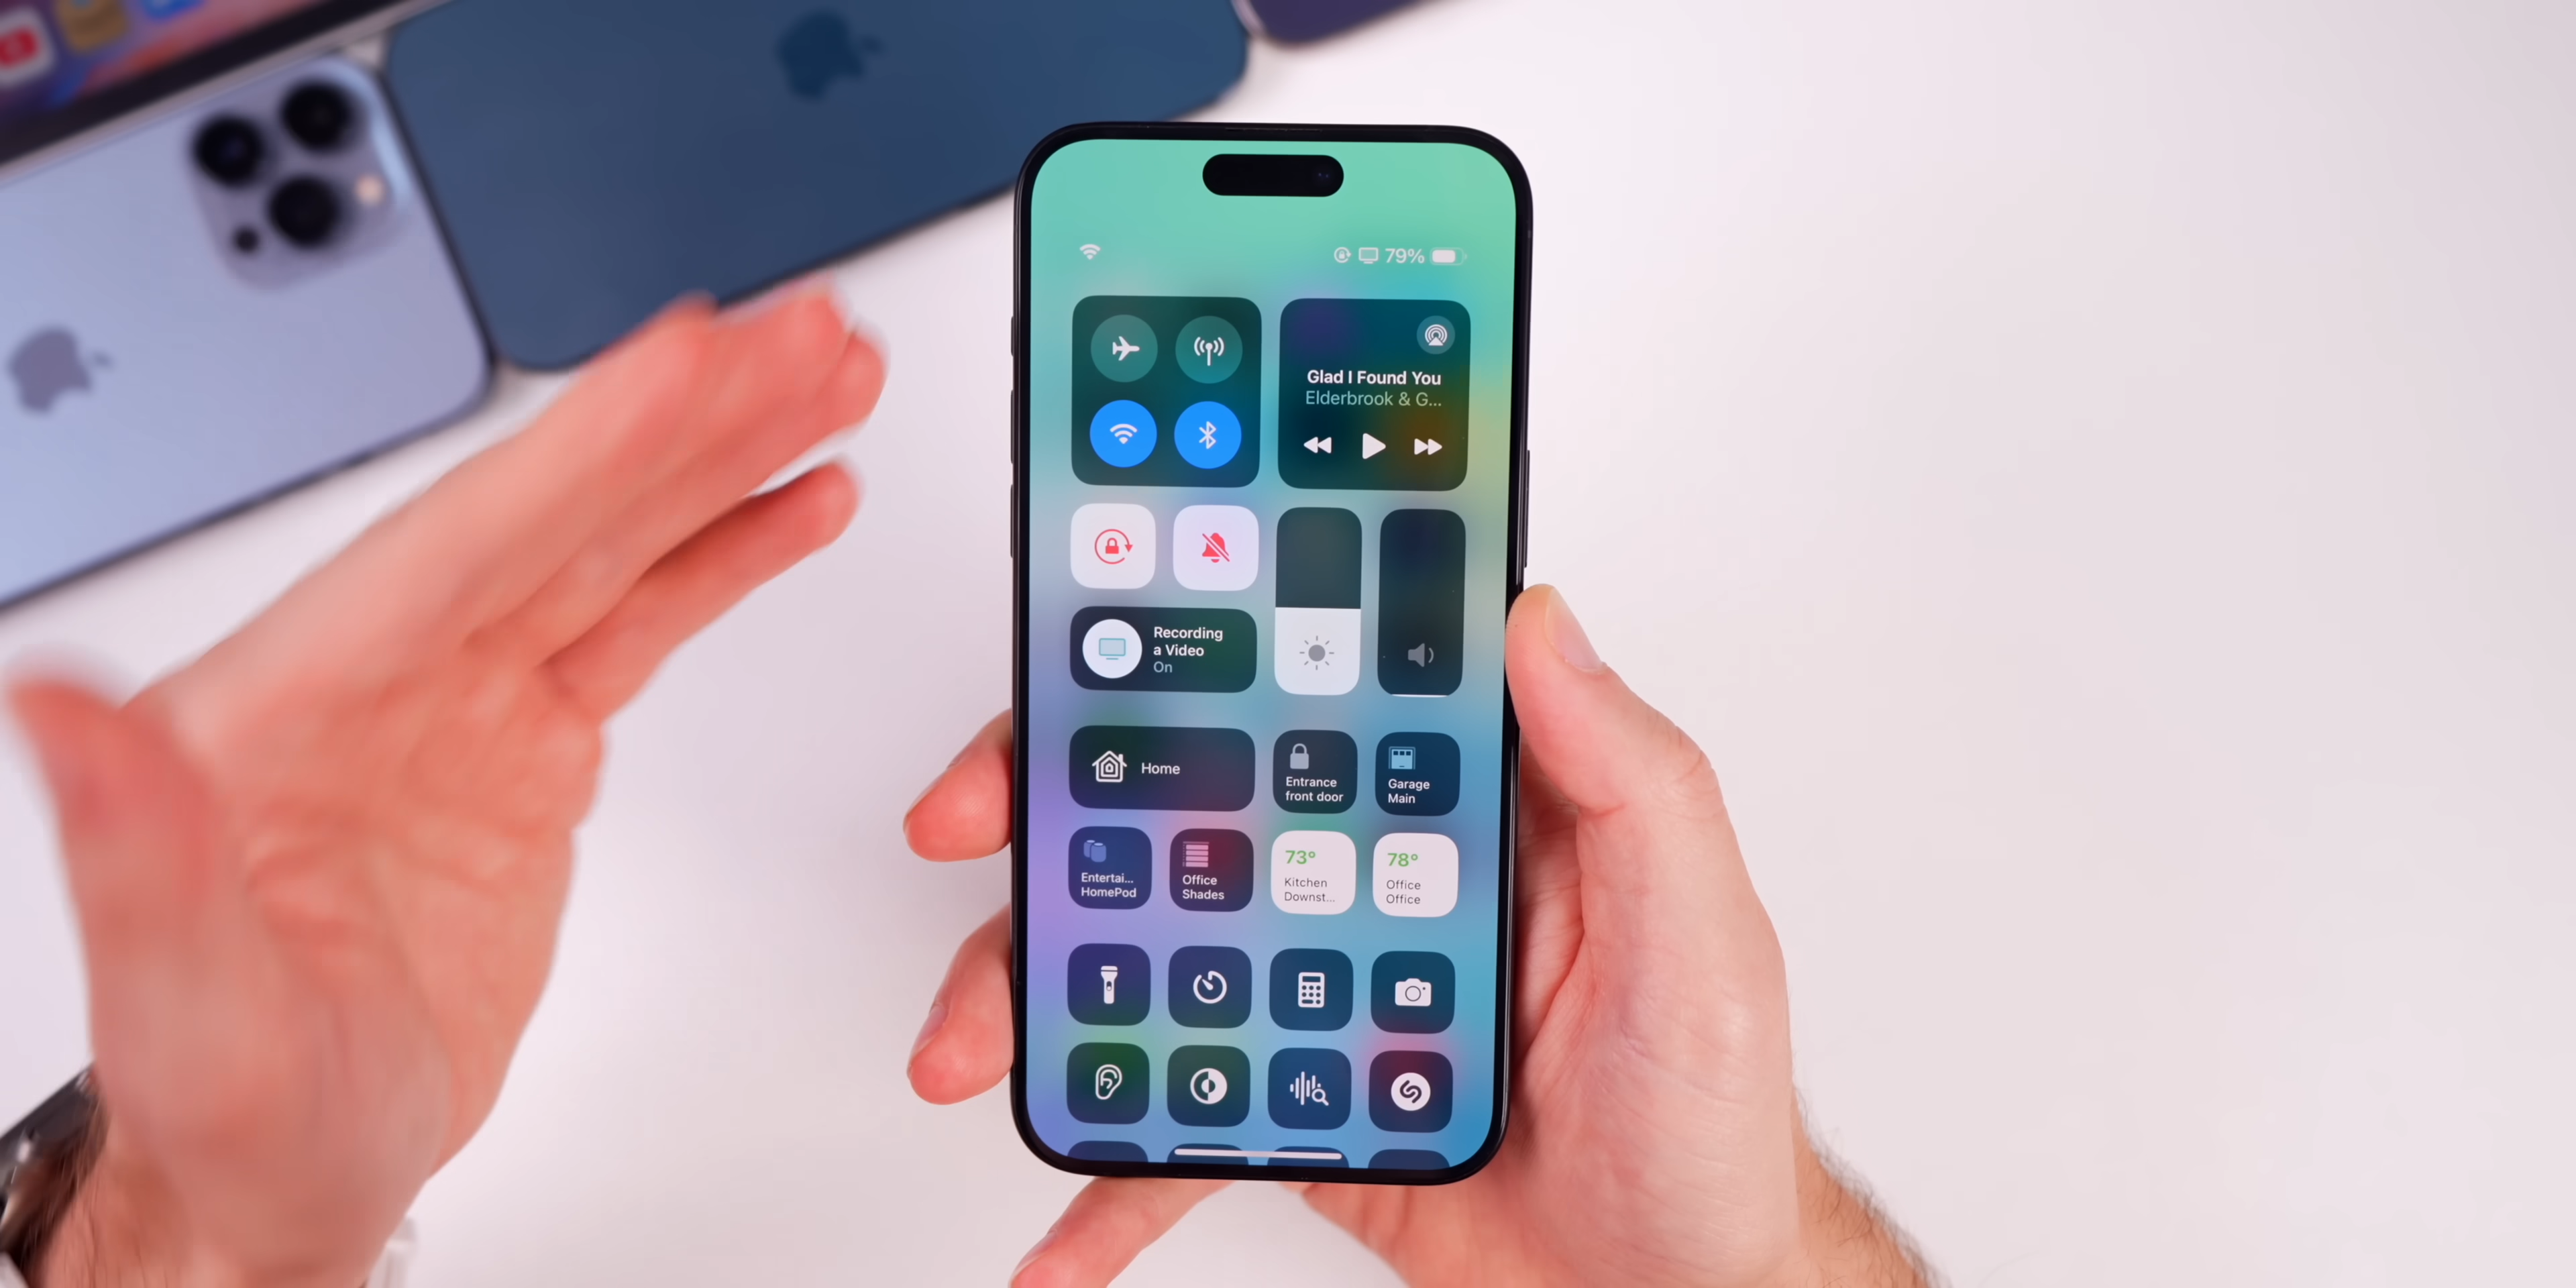 79%
Glad I Found You
Elderbrook & G...
Recording
a Video
On
Home
Entrance
front door
Garage
Main
Entertai...
HomePod
Office
Shades
73°
Kitchen
Downst...
78°
Office
Office